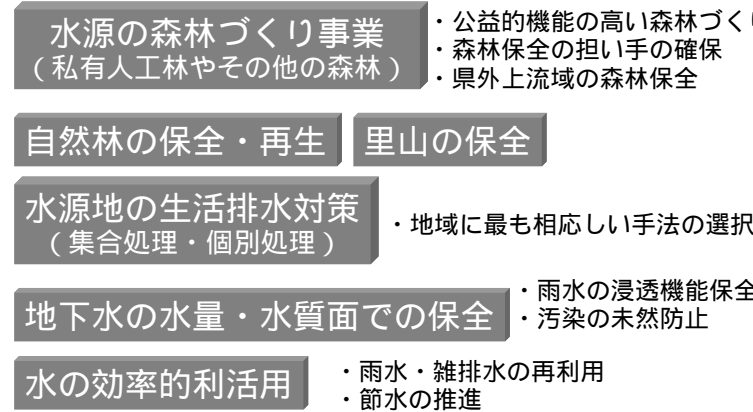 水源の森林づくり事業
（私有人工林やその他の森林）
・公益的機能の高い森林づく
・森林保全の担い手の確保
・県外上流域の森林保全
自然林の保全・再生
里山の保全
水源地の生活排水対策
（集合処理・個別処理）
・地域に最も相応しい手法の選択
地下水の水量・水質面での保全
・雨水の浸透機能保全
・汚染の未然防止
水の効率的利活用
・雨水・雑排水の再利用
・節水の推進